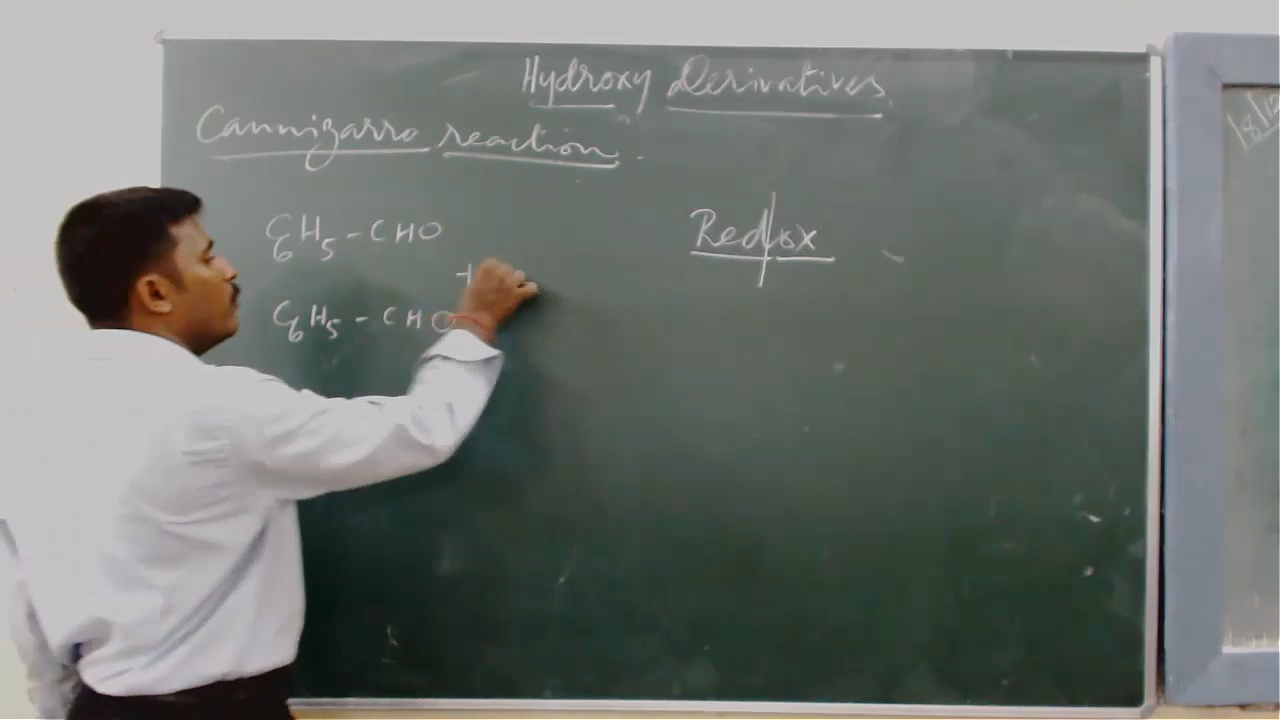 Hydroxy Derivatives
Cannizarro reaction.
C6H5-CHO
Redox
+
C6H5-CHO